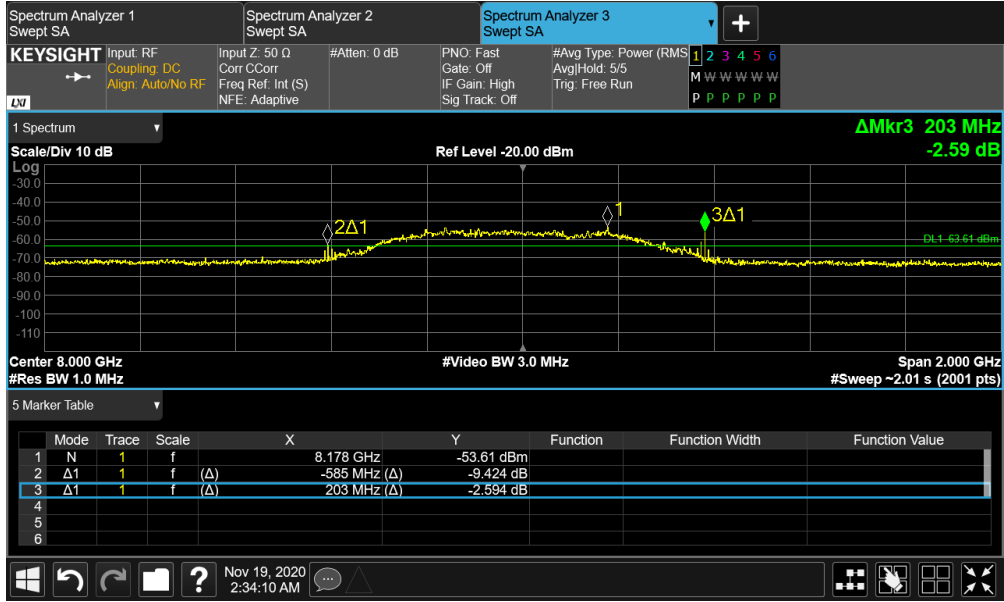 Spectrum Analyzer 1
Swept SA
Spectrum Analyzer 2
Swept SA
Spectrum Analyzer 3
Swept SA
▼
+
KEYSIGHT
LXI
Input: RF
Coupling: DC
Align: Auto/No RF
Input Z: 50 Ω
Corr CCorr
Freq Ref: Int (S)
NFE: Adaptive
#Atten: 0 dB
PNO: Fast
Gate: Off
IF Gain: High
Sig Track: Off
#Avg Type: Power (RMS
Avg|Hold: 5/5
Trig: Free Run
1 2 3 4 5 6
M W W W W W
P P P P P P
1 Spectrum ▼
ΔMkr3 203 MHz
-2.59 dB
Scale/Div 10 dB Ref Level -20.00 dBm
Log
-30.0
-40.0
-50.0
-60.0
-70.0
-80.0
-90.0
-100
-110
2Δ1
1
3Δ1
DL1 -63.61 dBm
Center 8.000 GHz #Video BW 3.0 MHz Span 2.000 GHz
#Res BW 1.0 MHz #Sweep ~2.01 s (2001 pts)
5 Marker Table ▼
Mode Trace Scale X Y Function Function Width Function Value
1 N 1 f 8.178 GHz -53.61 dBm
2 Δ1 1 f (Δ) -585 MHz (Δ) -9.424 dB
3 Δ1 1 f (Δ) 203 MHz (Δ) -2.594 dB
4
5
6
?
Nov 19, 2020
2:34:10 AM